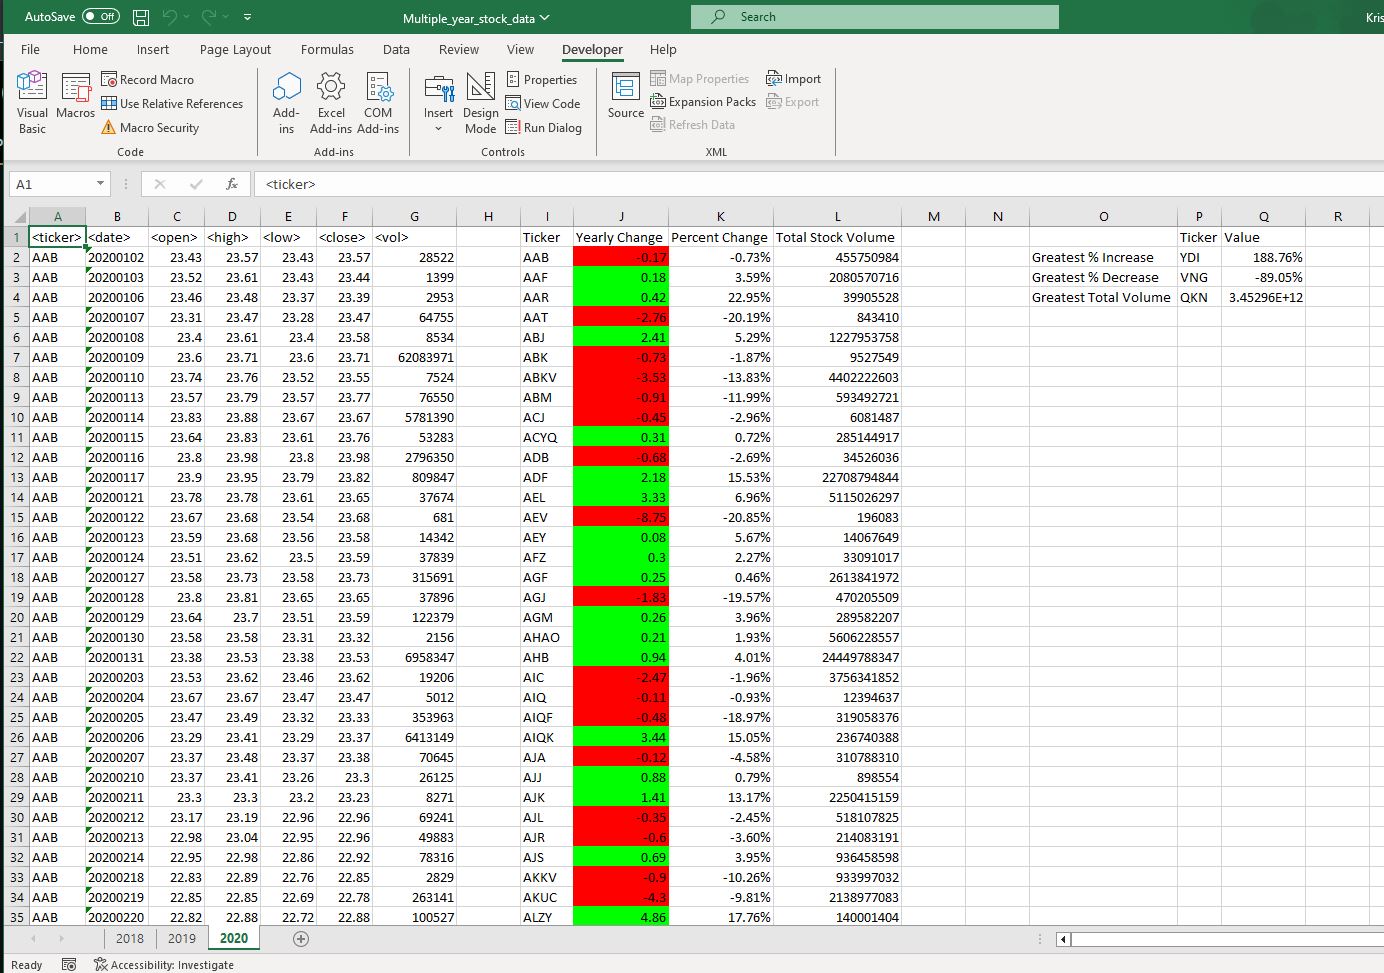 AutoSave Off Multiple_year_stock_data Search Kris
File Home Insert Page Layout Formulas Data Review View Developer Help
Visual Basic
Macros
Record Macro
Use Relative References
Macro Security
Code
Add-ins
Excel Add-ins
COM Add-ins
Add-ins
Insert
Design Mode
Properties
View Code
Run Dialog
Controls
Source
Map Properties
Expansion Packs
Refresh Data
Import
Export
XML
A1 fx <ticker>
A B C D E F G H I J K L M N O P Q R
1 <ticker> <date> <open> <high> <low> <close> <vol> Ticker Yearly Change Percent Change Total Stock Volume Ticker Value
2 AAB 20200102 23.43 23.57 23.43 23.57 28522 AAB -0.17 -0.73% 455750984 Greatest % Increase YDI 188.76%
3 AAB 20200103 23.52 23.61 23.43 23.44 1399 AAF 0.18 3.59% 2080570716 Greatest % Decrease VNG -89.05%
4 AAB 20200106 23.46 23.48 23.37 23.39 2953 AAR 0.42 22.95% 39905528 Greatest Total Volume QKN 3.45296E+12
5 AAB 20200107 23.31 23.47 23.28 23.47 64755 AAT -2.76 -20.19% 843410
6 AAB 20200108 23.4 23.61 23.4 23.58 8534 ABJ 2.41 5.29% 1227953758
7 AAB 20200109 23.6 23.71 23.6 23.71 62083971 ABK -0.73 -1.87% 9527549
8 AAB 20200110 23.74 23.76 23.52 23.55 7524 ABKV -3.53 -13.83% 4402222603
9 AAB 20200113 23.57 23.79 23.57 23.77 76550 ABM -0.91 -11.99% 593492721
10 AAB 20200114 23.83 23.88 23.67 23.67 5781390 ACJ -0.45 -2.96% 6081487
11 AAB 20200115 23.64 23.83 23.61 23.76 53283 ACYQ 0.31 0.72% 285144917
12 AAB 20200116 23.8 23.98 23.8 23.98 2796350 ADB -0.68 -2.69% 34526036
13 AAB 20200117 23.9 23.95 23.79 23.82 809847 ADF 2.18 15.53% 22708794844
14 AAB 20200121 23.78 23.78 23.61 23.65 37674 AEL 3.33 6.96% 5115026297
15 AAB 20200122 23.67 23.68 23.54 23.68 681 AEV -8.75 -20.85% 196083
16 AAB 20200123 23.59 23.68 23.56 23.58 14342 AEY 0.08 5.67% 14067649
17 AAB 20200124 23.51 23.62 23.5 23.59 37839 AFZ 0.3 2.27% 33091017
18 AAB 20200127 23.58 23.73 23.58 23.73 315691 AGF 0.25 0.46% 2613841972
19 AAB 20200128 23.8 23.81 23.65 23.65 37896 AGJ -1.83 -19.57% 470205509
20 AAB 20200129 23.64 23.7 23.51 23.59 122379 AGM 0.26 3.96% 289582207
21 AAB 20200130 23.58 23.58 23.31 23.32 2156 AHAO 0.21 1.93% 5606228557
22 AAB 20200131 23.38 23.53 23.38 23.53 6958347 AHB 0.94 4.01% 24449788347
23 AAB 20200203 23.53 23.62 23.46 23.62 19206 AIC -2.47 -1.96% 3756341852
24 AAB 20200204 23.67 23.67 23.47 23.47 5012 AIQ -0.11 -0.93% 12394637
25 AAB 20200205 23.47 23.49 23.32 23.33 353963 AIQF -0.48 -18.97% 319058376
26 AAB 20200206 23.29 23.41 23.29 23.37 6413149 AIQK 3.44 15.05% 236740388
27 AAB 20200207 23.37 23.48 23.37 23.38 70645 AJA -0.12 -4.58% 310788310
28 AAB 20200210 23.37 23.41 23.26 23.3 26125 AJJ 0.88 0.79% 898554
29 AAB 20200211 23.3 23.3 23.2 23.23 8271 AJK 1.41 13.17% 2250415159
30 AAB 20200212 23.17 23.19 22.96 22.96 69241 AJL -0.35 -2.45% 518107825
31 AAB 20200213 22.98 23.04 22.95 22.96 49883 AJR -0.6 -3.60% 214083191
32 AAB 20200214 22.95 22.98 22.86 22.92 78316 AJS 0.69 3.95% 936458598
33 AAB 20200218 22.83 22.89 22.76 22.85 2829 AKKV -0.9 -10.26% 933997032
34 AAB 20200219 22.85 22.85 22.69 22.78 263141 AKUC -4.3 -9.81% 2138977083
35 AAB 20200220 22.82 22.88 22.72 22.88 100527 ALZY 4.86 17.76% 140001404
2018 2019 2020
Ready Accessibility: Investigate